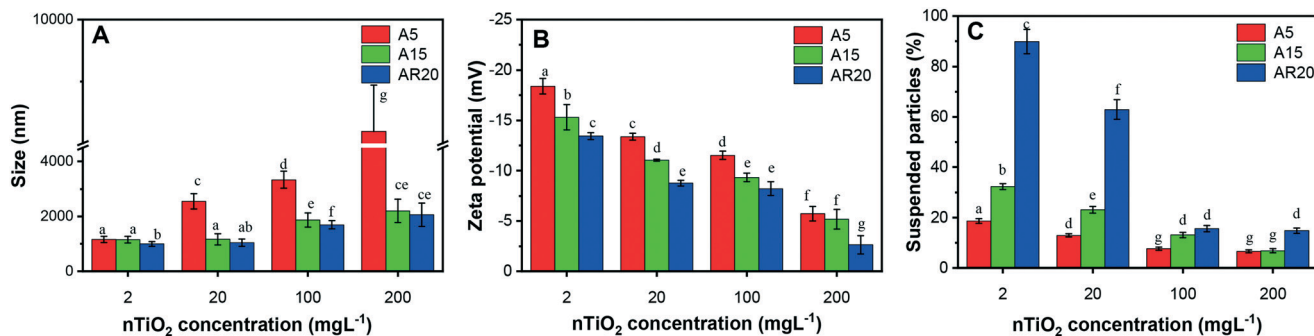 A
A5
A15
AR20
10000
4000
2000
0
Size (nm)
a a b
c a ab
d e f
g ce ce
2 20 100 200
nTiO₂ concentration (mgL⁻¹)
B
A5
A15
AR20
-25
-20
-15
-10
-5
0
Zeta potential (mV)
a b c
c d e
d e e
f f g
2 20 100 200
nTiO₂ concentration (mgL⁻¹)
C
A5
A15
AR20
100
80
60
40
20
0
Suspended particles (%)
a b c
d e f
g d d
g g d
2 20 100 200
nTiO₂ concentration (mgL⁻¹)